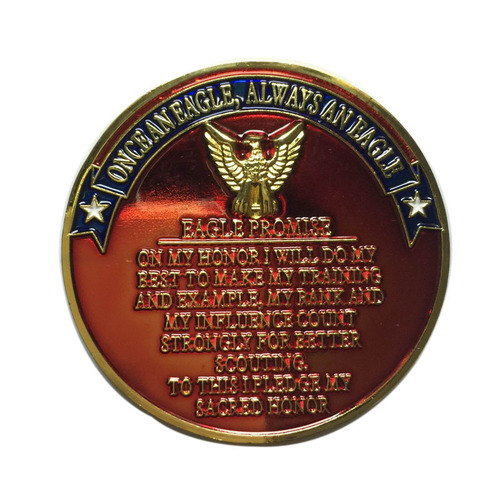 ONCE AN EAGLE, ALWAYS AN EAGLE
EAGLE PROMISE
ON MY HONOR I WILL DO MY
BEST TO MAKE MY TRAINING
AND EXAMPLE, MY RANK AND
MY INFLUENCE COUNT
STRONGLY FOR BETTER
SCOUTING.
TO THIS I PLEDGE MY
SACRED HONOR